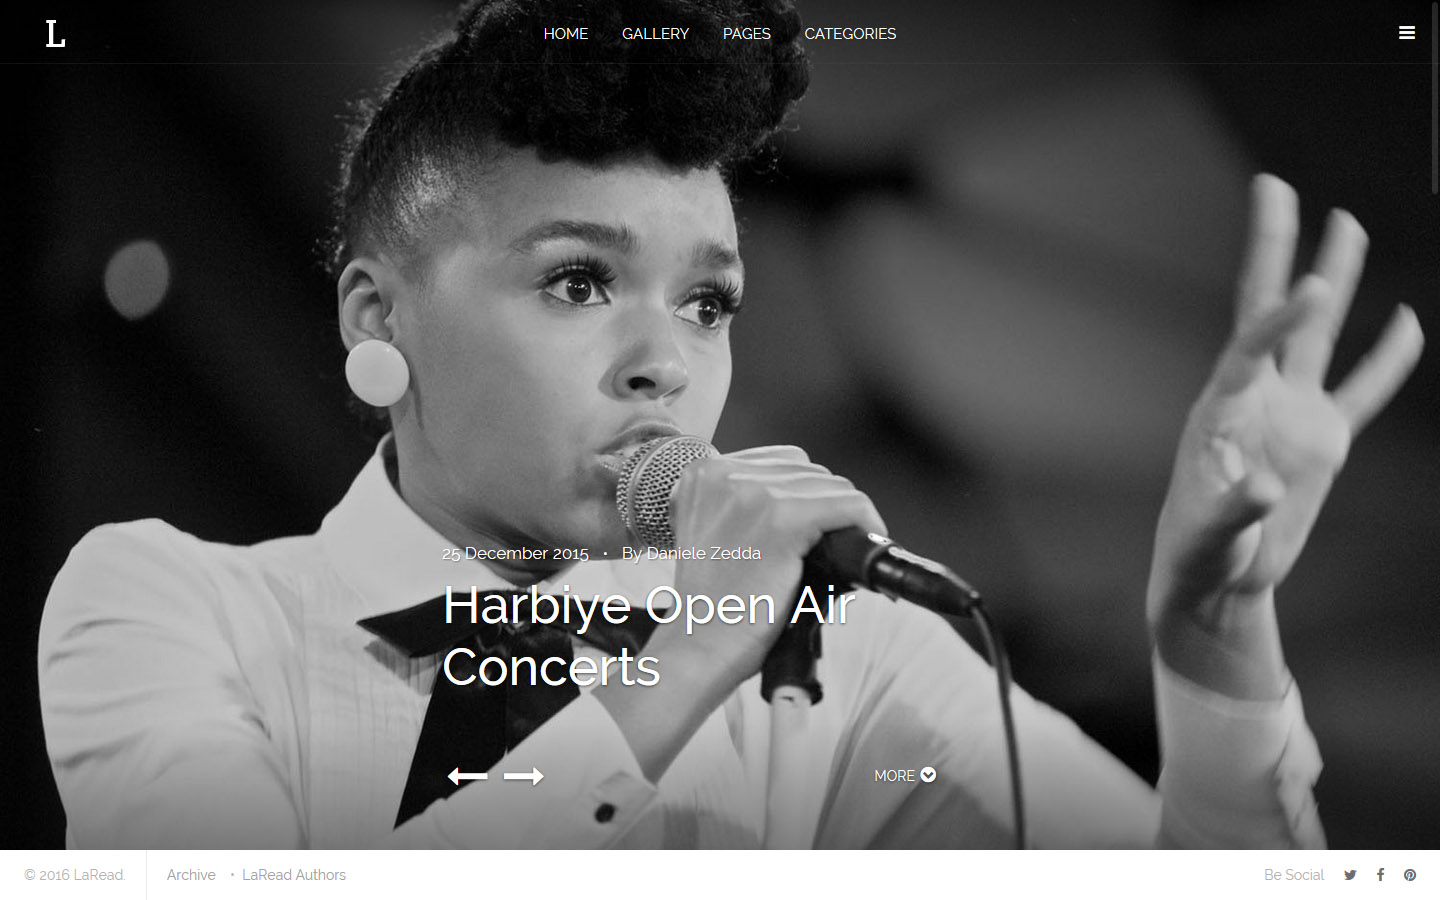 L
HOME GALLERY PAGES CATEGORIES
25 December 2015 • By Daniele Zedda
Harbiye Open Air
Concerts
MORE
© 2016 LaRead.
Archive • LaRead Authors
Be Social